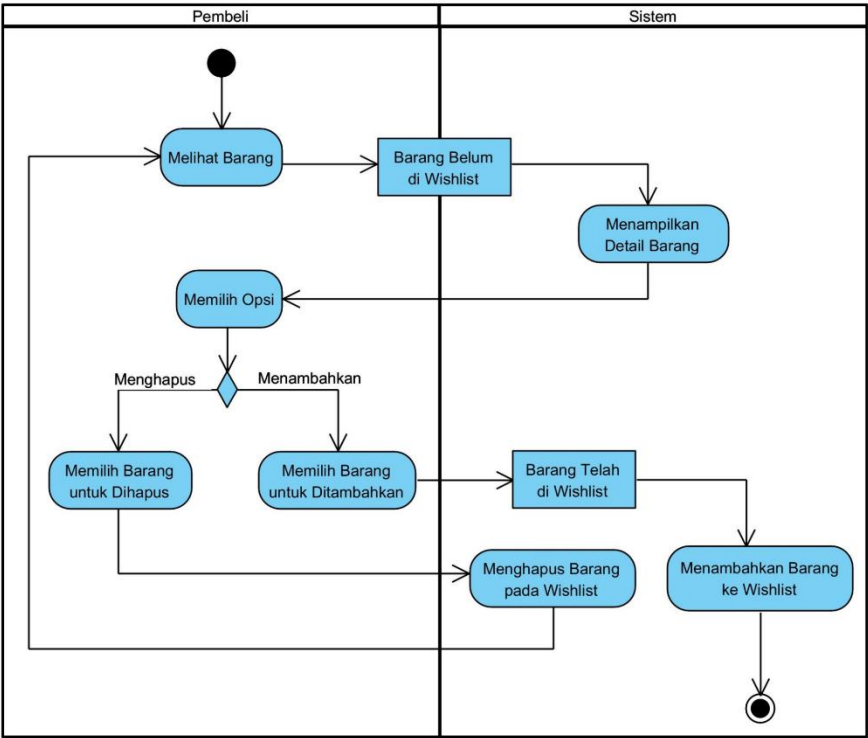 Pembeli
Sistem
Melihat Barang
Barang Belum
di Wishlist
Menampilkan
Detail Barang
Memilih Opsi
Menghapus
Menambahkan
Memilih Barang
untuk Dihapus
Memilih Barang
untuk Ditambahkan
Barang Telah
di Wishlist
Menghapus Barang
pada Wishlist
Menambahkan Barang
ke Wishlist